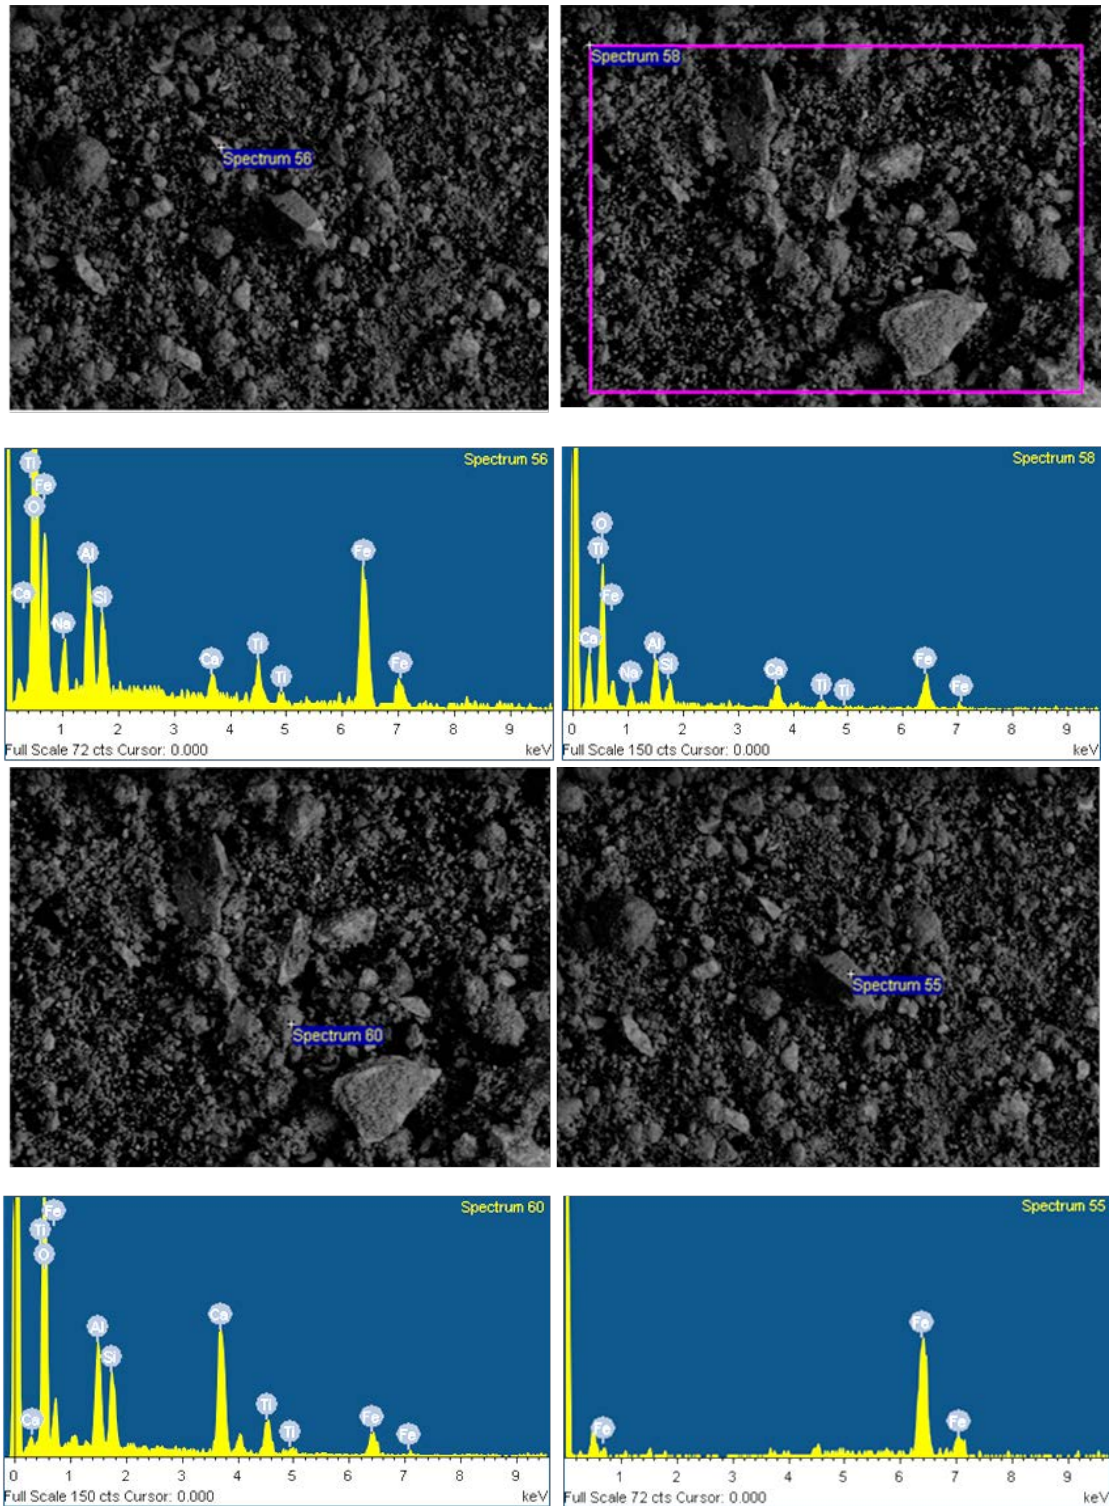 Spectrum 56
Spectrum 58
Spectrum 56
Ti
Fe
O
Al
Fe
Ca
Si
Na
Ca
Ti
Ti
Fe
1 2 3 4 5 6 7 8 9
Full Scale 72 cts Cursor: 0.000 keV
Spectrum 58
O
Ti
Fe
Ca
Al
Si
Na
Ca
Ti
Ti
Fe
Fe
0 1 2 3 4 5 6 7 8 9
Full Scale 150 cts Cursor: 0.000 keV
Spectrum 60
Spectrum 55
Spectrum 60
Fe
Ti
O
Ca
Al
Si
Ca
Ti
Ti
Fe
Fe
0 1 2 3 4 5 6 7 8 9
Full Scale 150 cts Cursor: 0.000 keV
Spectrum 55
Fe
Fe
Fe
1 2 3 4 5 6 7 8 9
Full Scale 72 cts Cursor: 0.000 keV